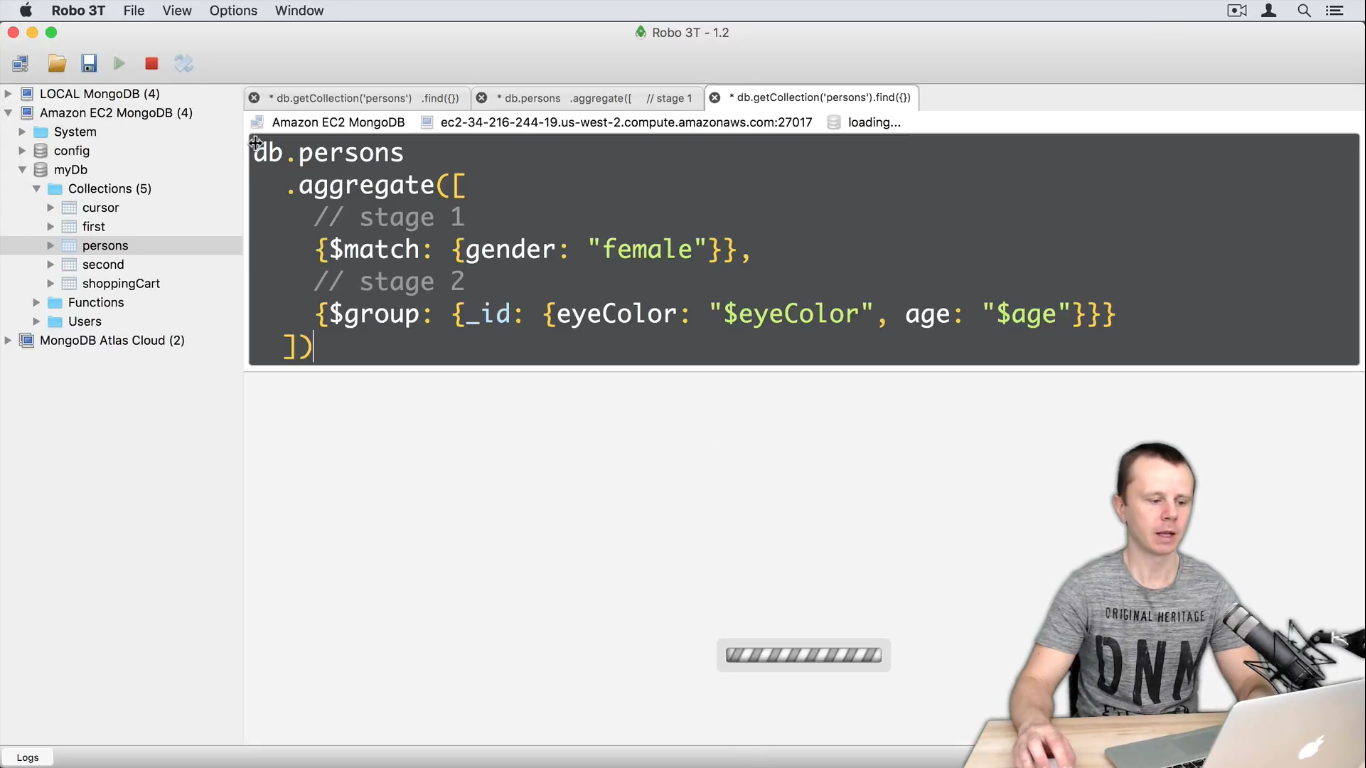 Robo 3T File View Options Window
Robo 3T - 1.2
LOCAL MongoDB (4)
Amazon EC2 MongoDB (4)
System
config
myDb
Collections (5)
cursor
first
persons
second
shoppingCart
Functions
Users
MongoDB Atlas Cloud (2)
* db.getCollection('persons') .find({}) * db.persons .aggregate([ // stage 1 * db.getCollection('persons').find({})
Amazon EC2 MongoDB ec2-34-216-244-19.us-west-2.compute.amazonaws.com:27017 loading...
db.persons
.aggregate([
// stage 1
{$match: {gender: "female"}},
// stage 2
{$group: {_id: {eyeColor: "$eyeColor", age: "$age"}}}
])
ORIGINAL HERITAGE
DNM
Logs